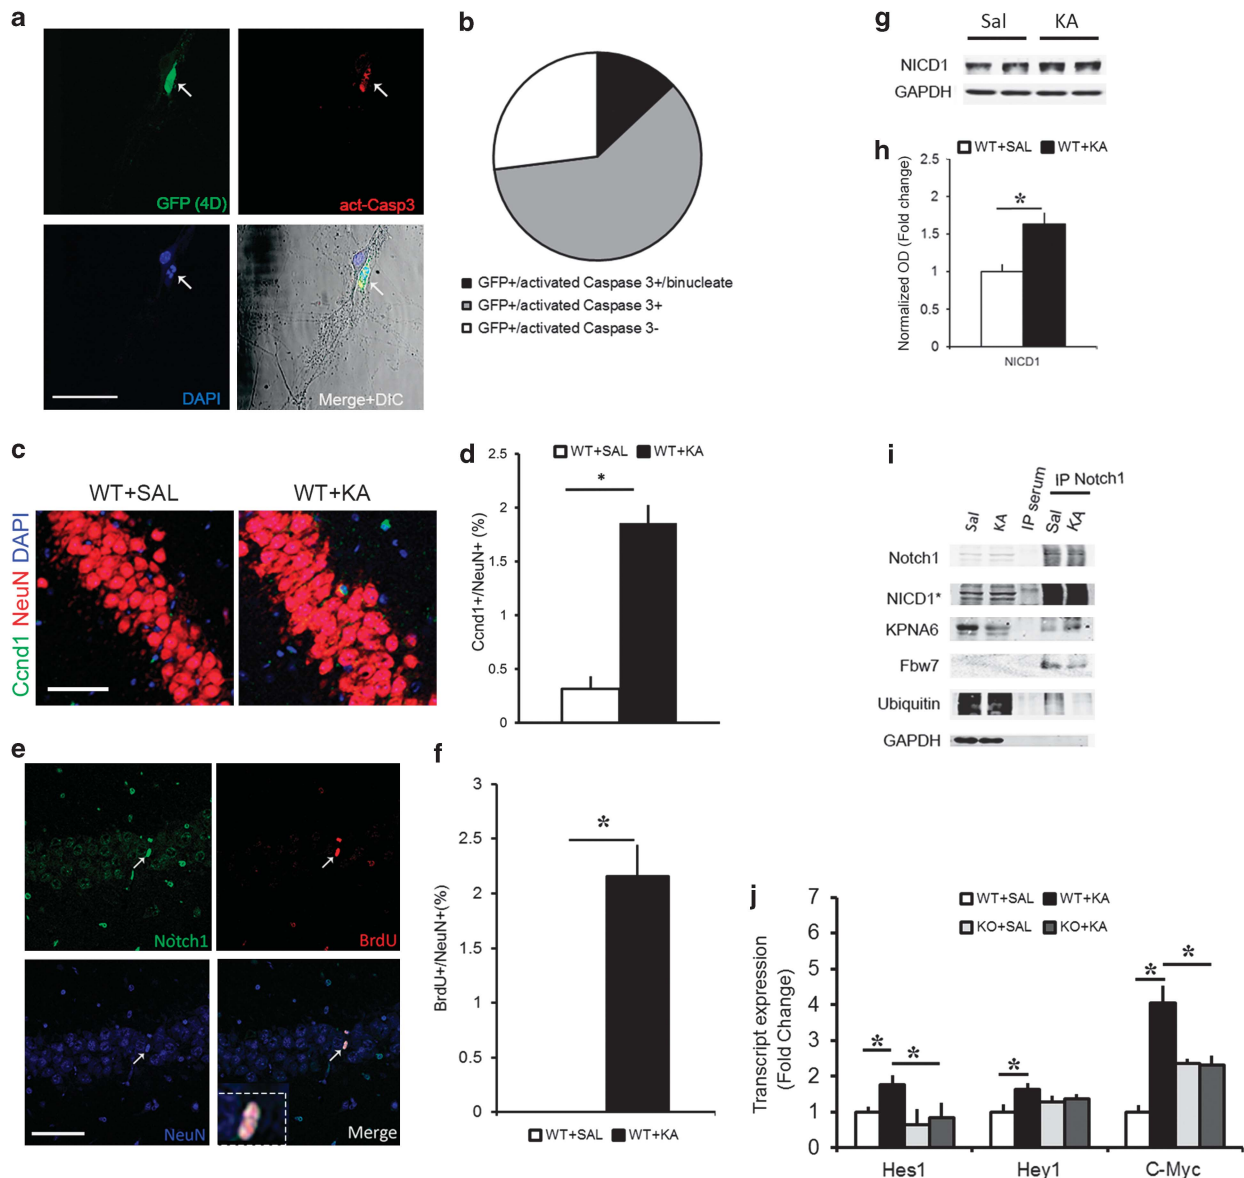 a
GFP (4D)
act-Casp3
DAPI
Merge+DfC
b
GFP+/activated Caspase 3+/binucleate
GFP+/activated Caspase 3+
GFP+/activated Caspase 3-
g
Sal KA
NICD1
GAPDH
h
WT+SAL WT+KA
Normalized OD (Fold change)
2.5
2
1.5
1
0.5
0
*
NICD1
c
WT+SAL WT+KA
Ccnd1 NeuN DAPI
d
WT+SAL WT+KA
Ccnd1+/NeuN+ (%)
2.5
2
1.5
1
0.5
0
*
i
IP Notch1
Sal KA IP serum Sal KA
Notch1
NICD1*
KPNA6
Fbw7
Ubiquitin
GAPDH
e
Notch1
BrdU
NeuN
Merge
f
BrdU+/NeuN+(%)
3
2.5
2
1.5
1
0.5
0
*
WT+SAL WT+KA
j
WT+SAL WT+KA
KO+SAL KO+KA
Transcript expression
(Fold Change)
7
6
5
4
3
2
1
0
* *
*
* *
Hes1 Hey1 C-Myc